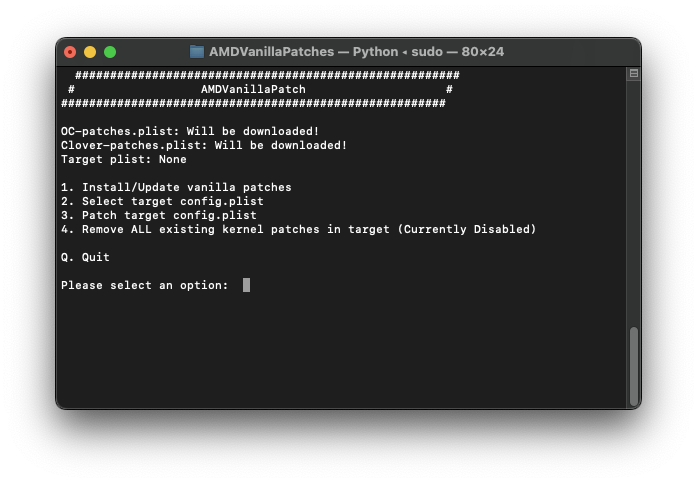 AMDVanillaPatches — Python ◂ sudo — 80×24
#######################################################
# AMDVanillaPatch #
#######################################################
OC-patches.plist: Will be downloaded!
Clover-patches.plist: Will be downloaded!
Target plist: None
1. Install/Update vanilla patches
2. Select target config.plist
3. Patch target config.plist
4. Remove ALL existing kernel patches in target (Currently Disabled)
Q. Quit
Please select an option: